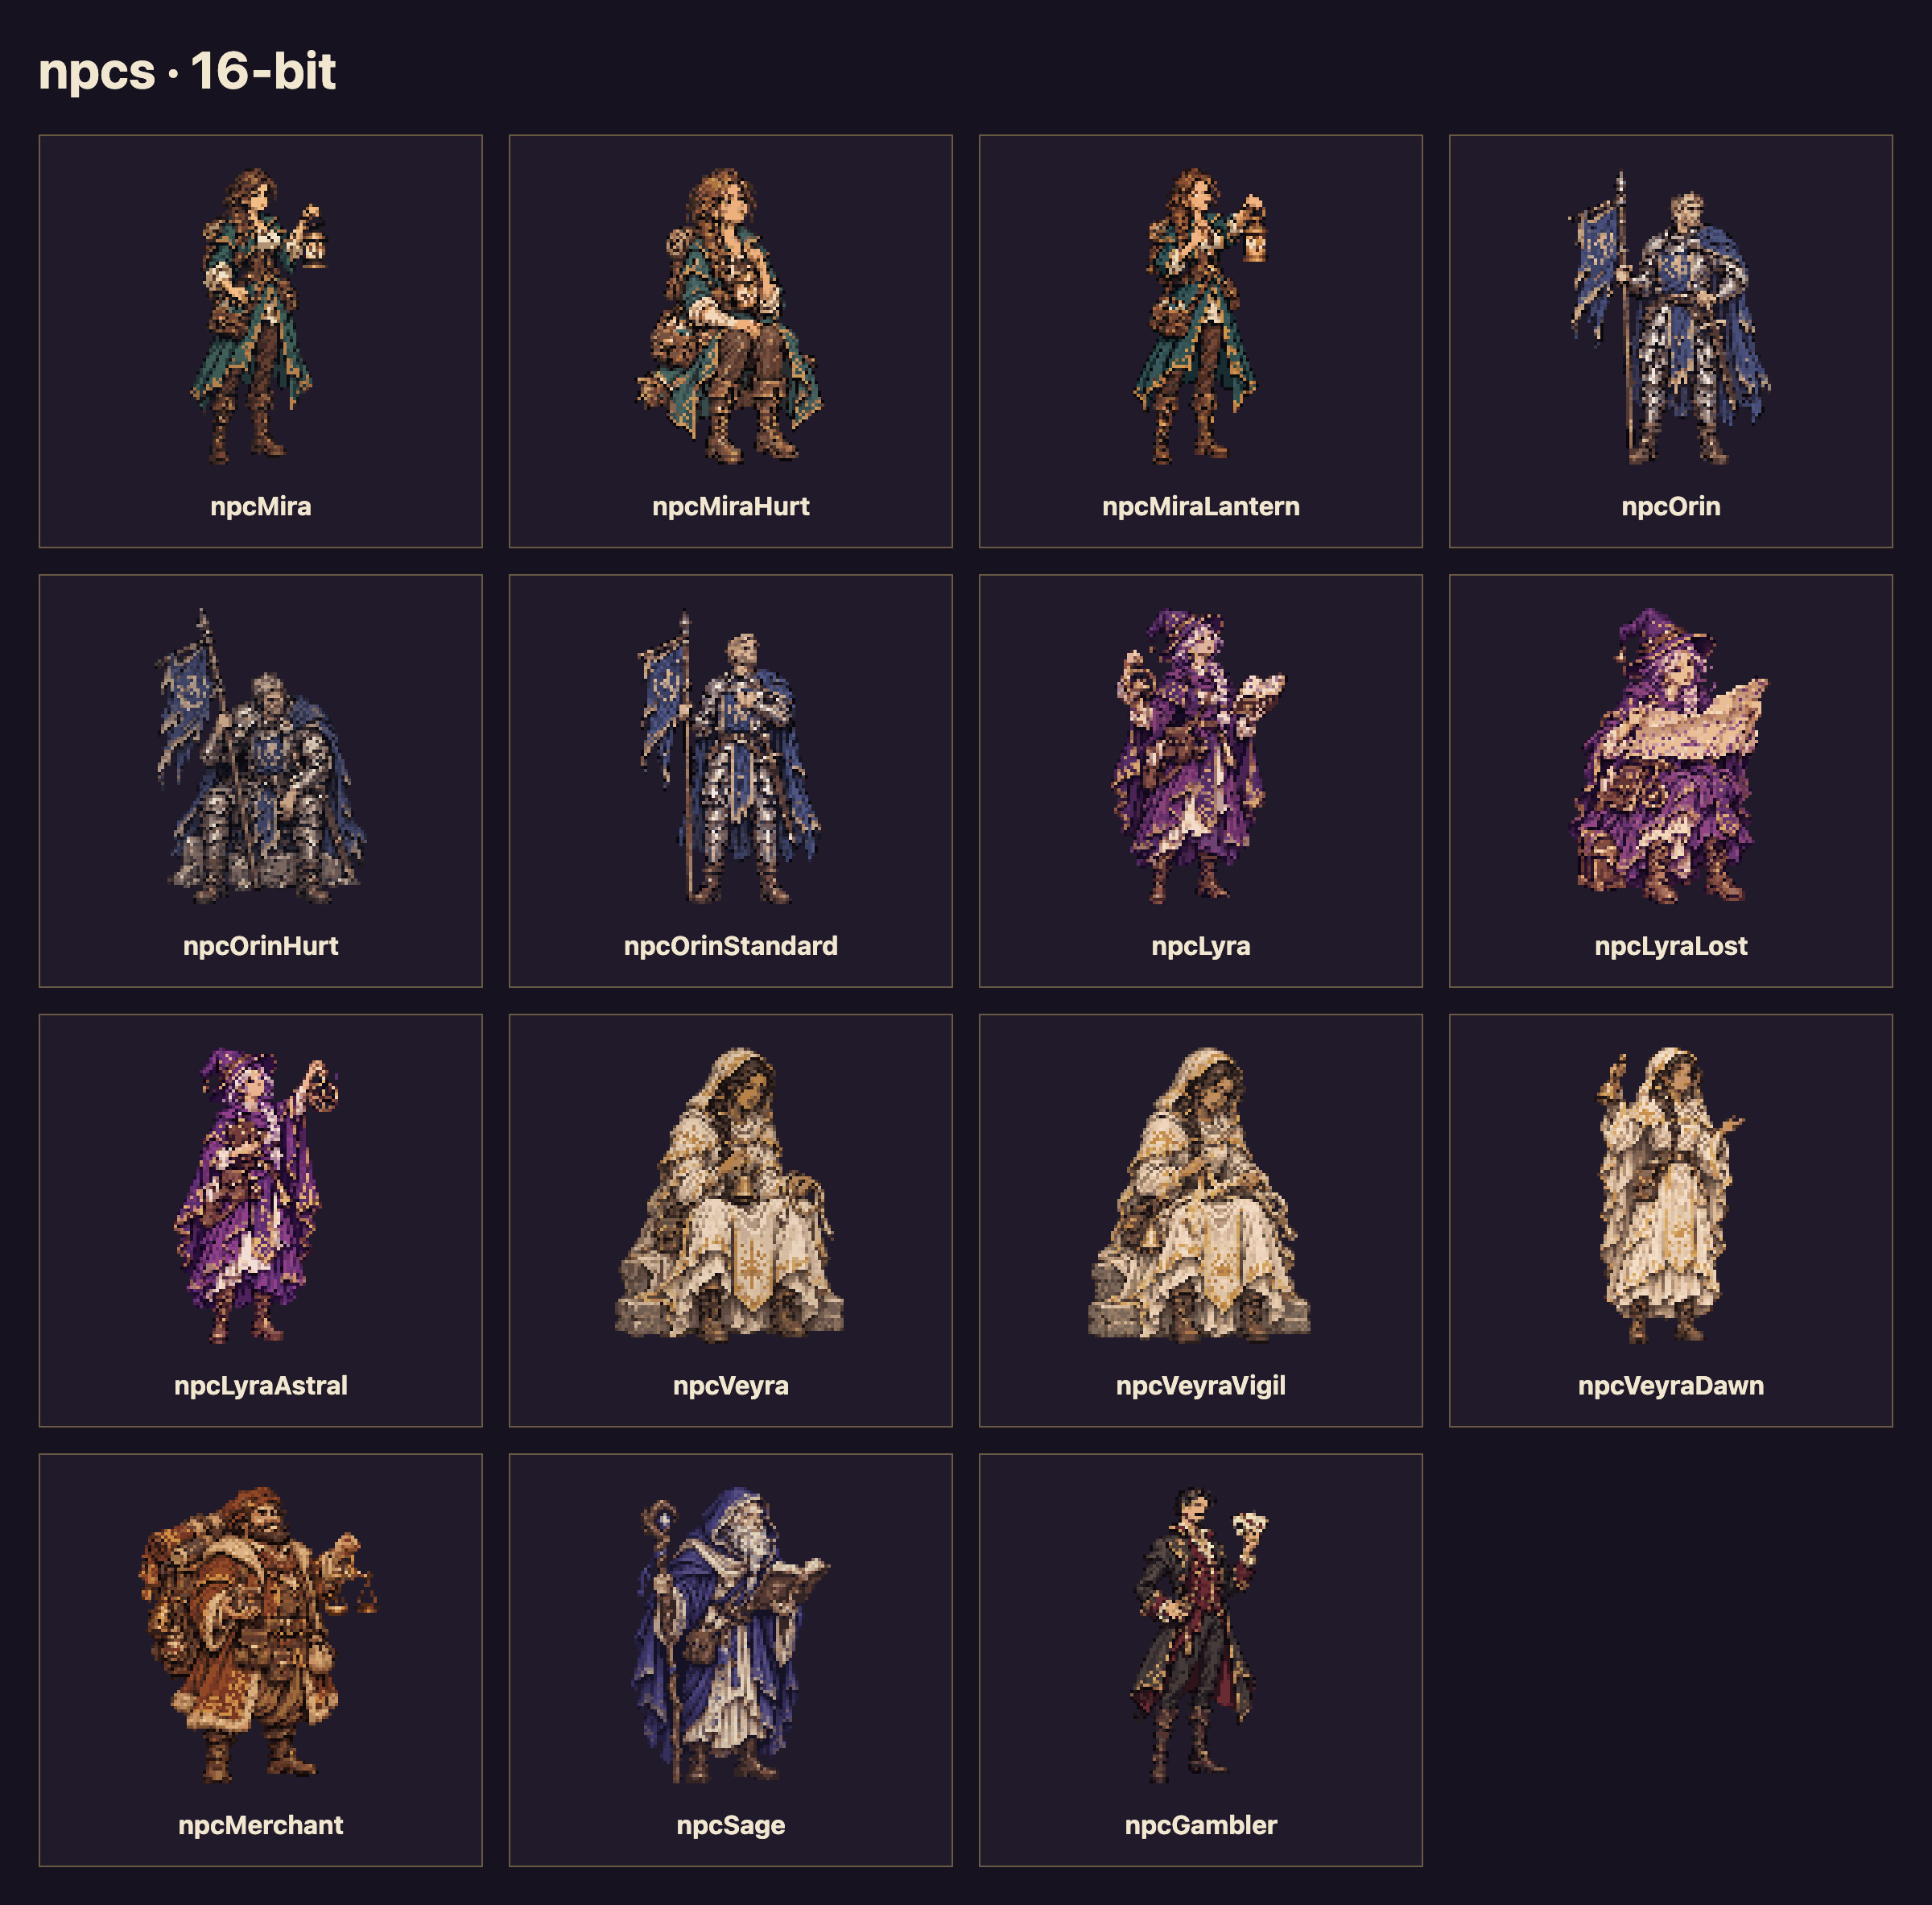 npcs · 16-bit
npcMira
npcMiraHurt
npcMiraLantern
npcOrin
npcOrinHurt
npcOrinStandard
npcLyra
npcLyraLost
npcLyraAstral
npcVeyra
npcVeyraVigil
npcVeyraDawn
npcMerchant
npcSage
npcGambler